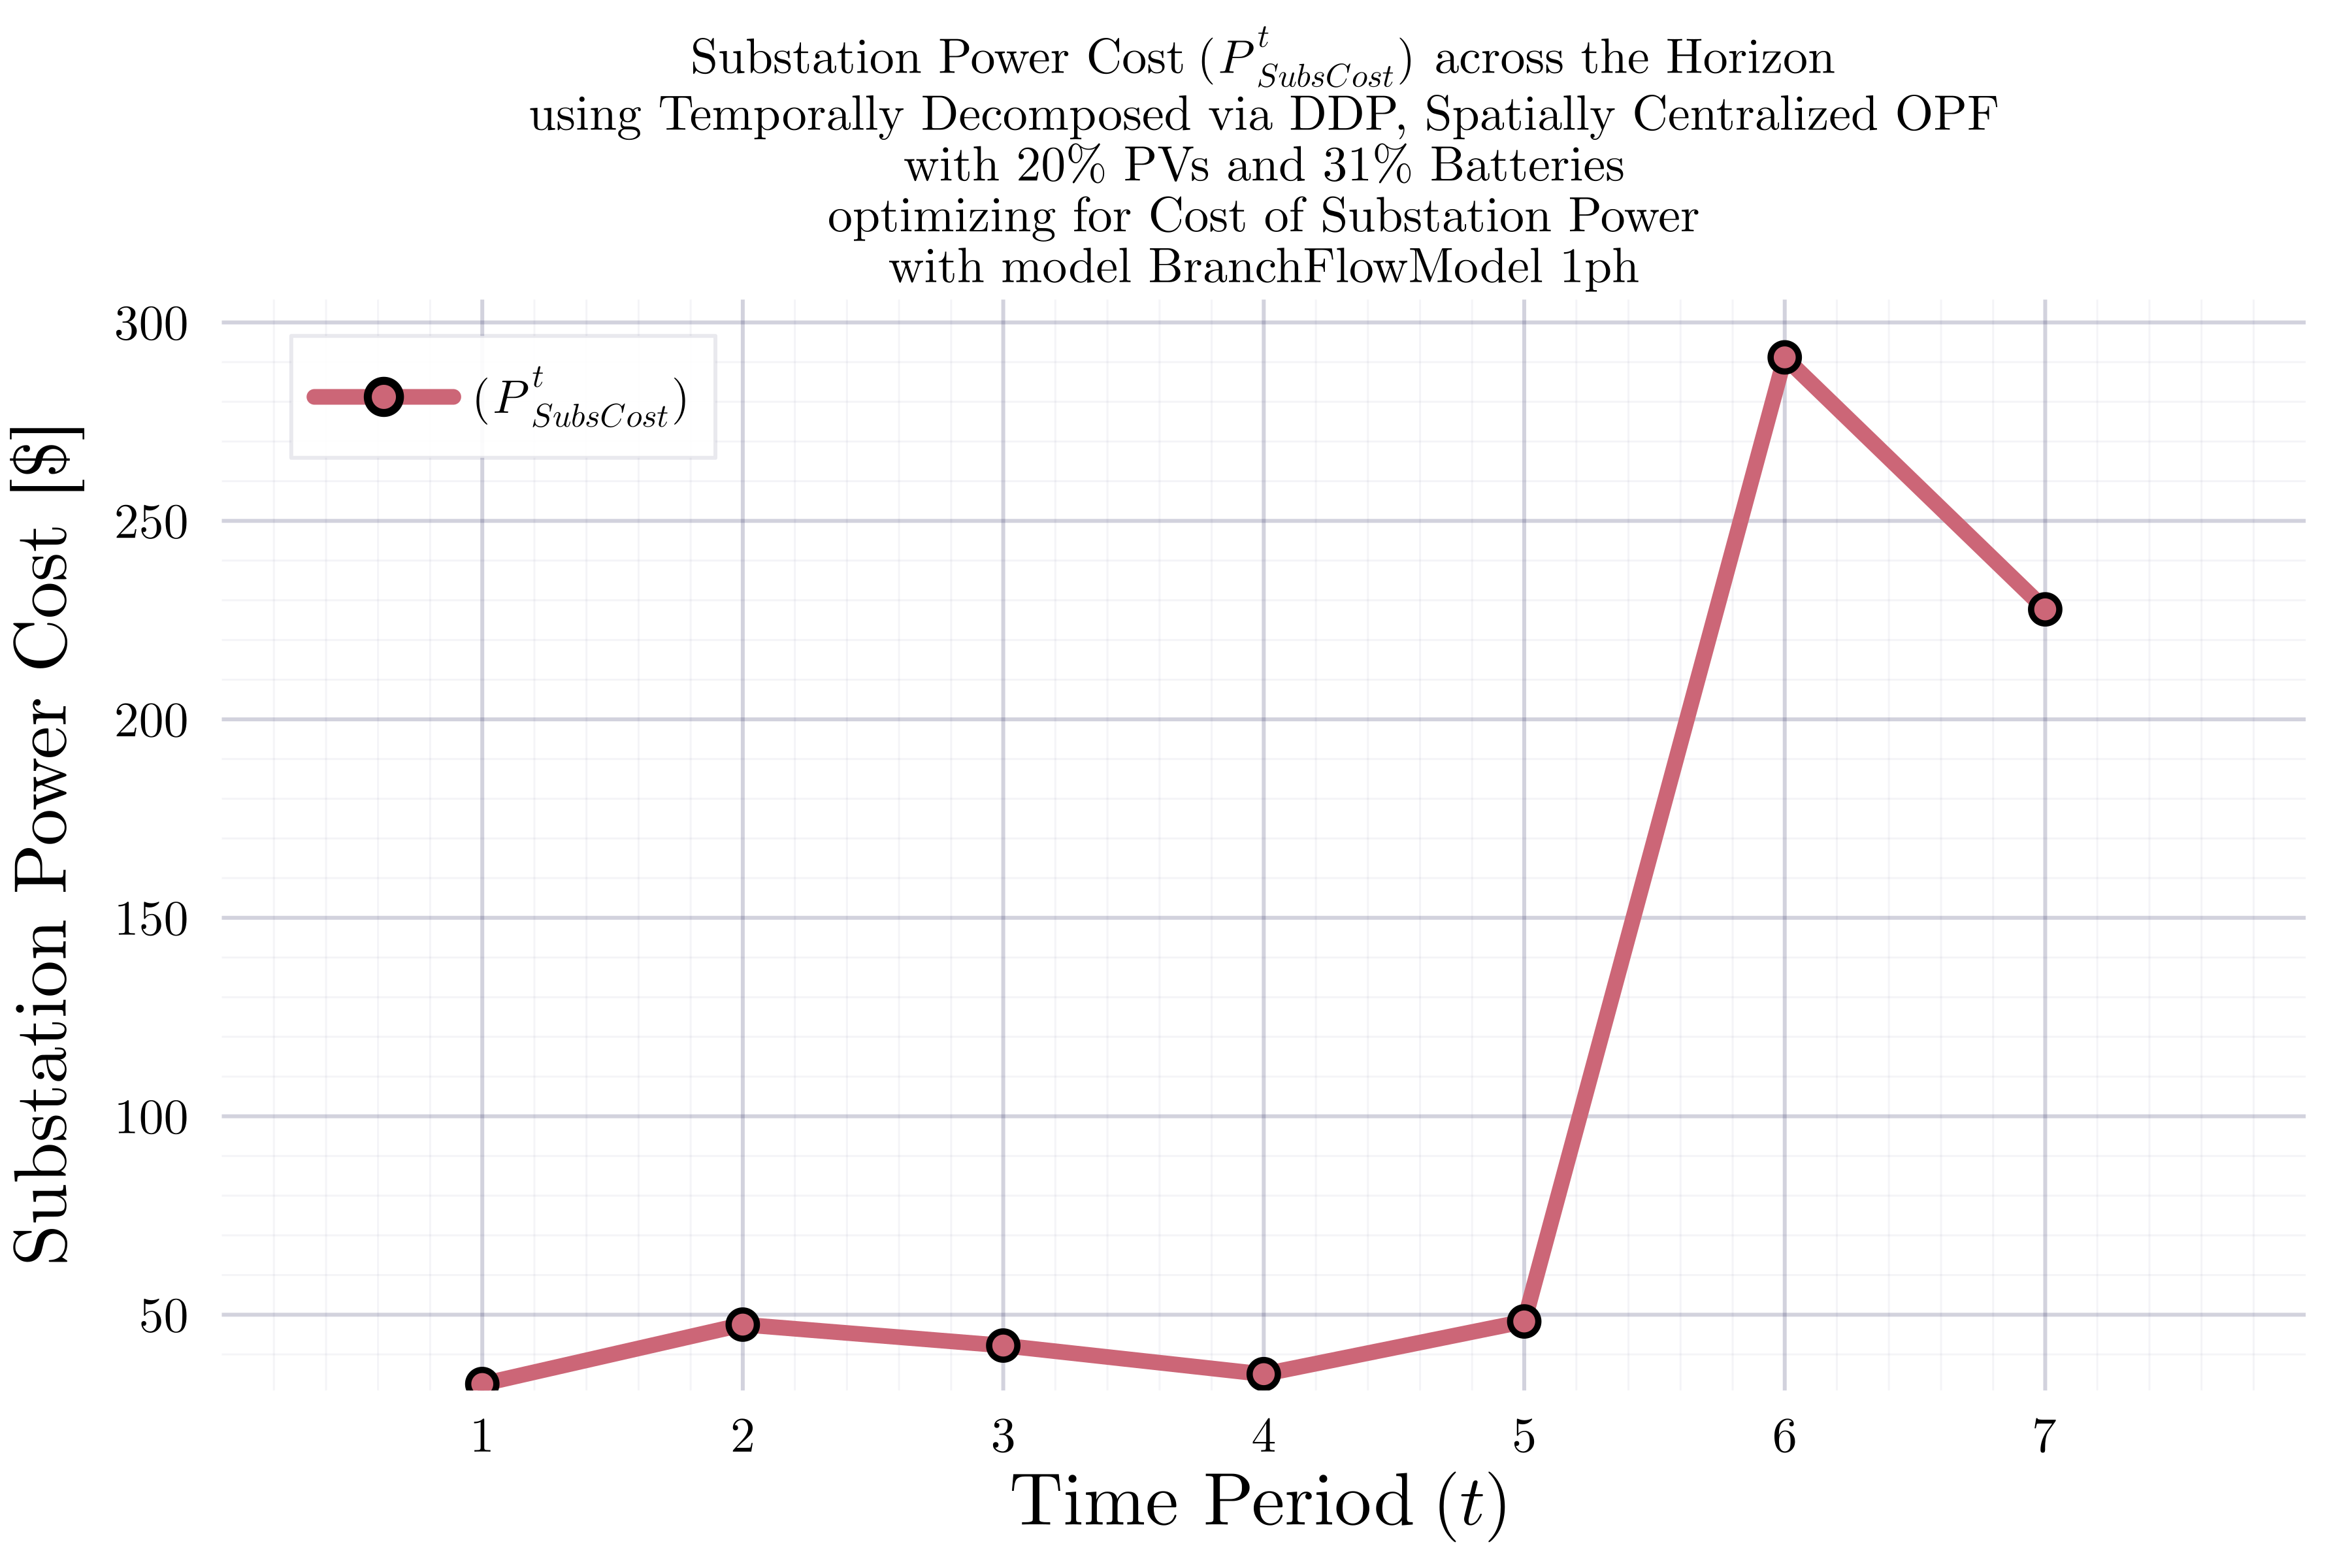 Substation Power Cost (P^t_SubsCost) across the Horizon
using Temporally Decomposed via DDP, Spatially Centralized OPF
with 20% PVs and 31% Batteries
optimizing for Cost of Substation Power
with model BranchFlowModel 1ph
(P^t_SubsCost)
Substation Power Cost [$]
300
250
200
150
100
50
1 2 3 4 5 6 7
Time Period (t)